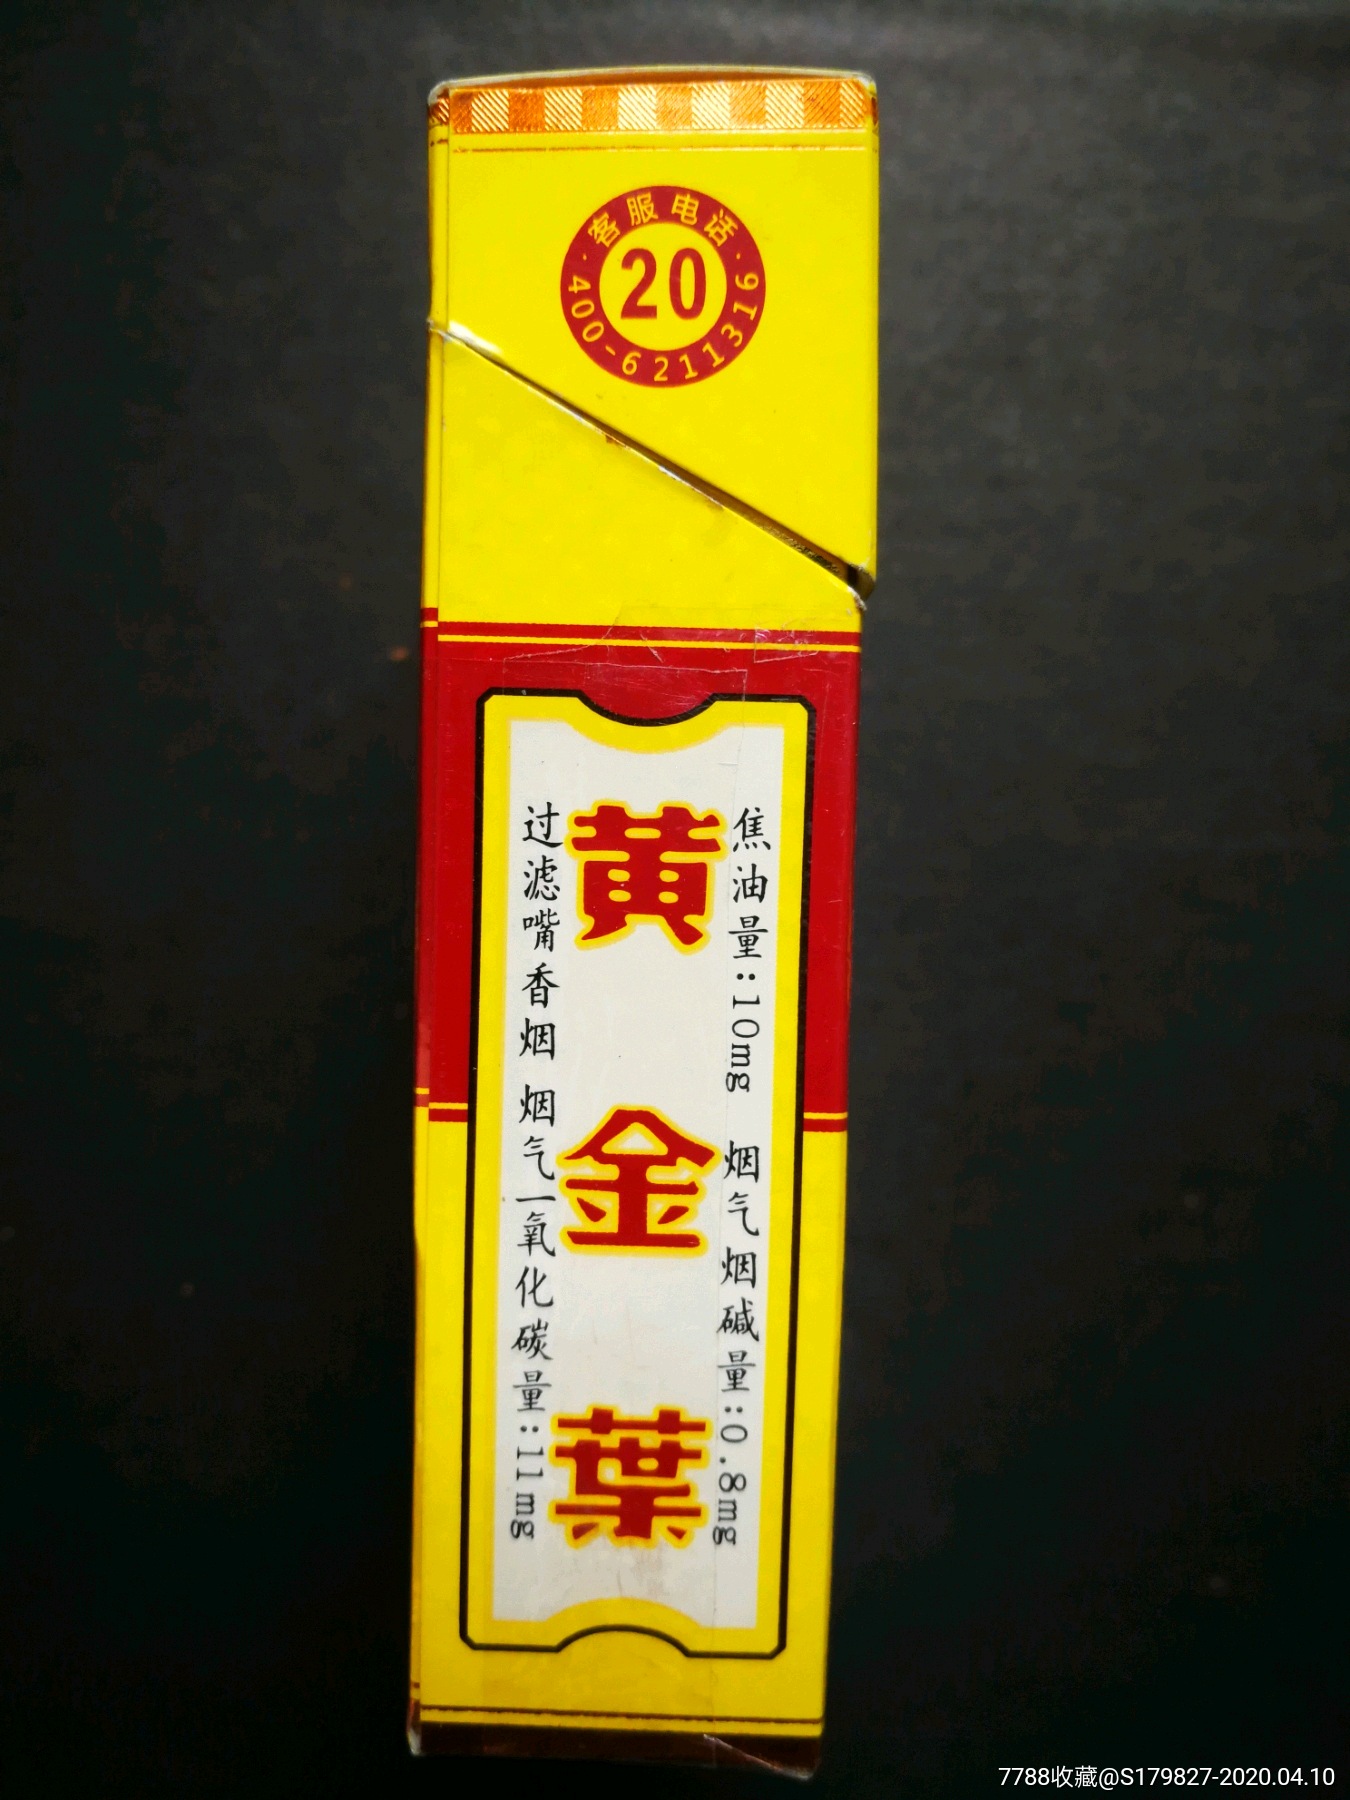 客服电话
20
400-6211316
焦油量:10mg 烟气烟碱量:0.8mg
黄金葉
过滤嘴香烟 烟气一氧化碳量:11mg
7788收藏@S179827-2020.04.10